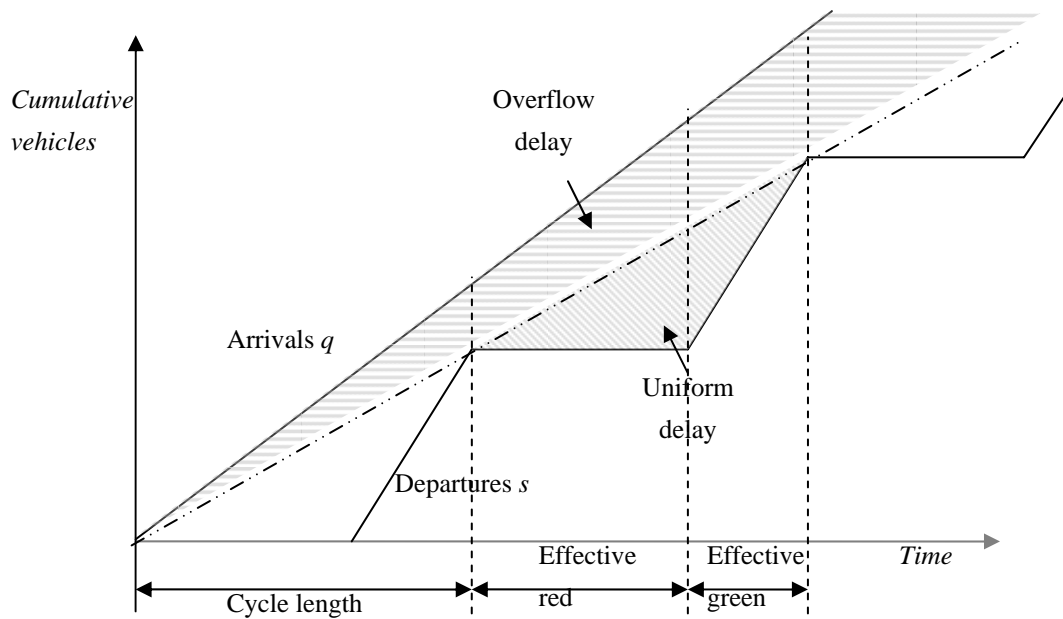 Cumulative
vehicles
Overflow
delay
Arrivals q
Uniform
delay
Departures s
Effective
red
Effective
green
Time
Cycle length